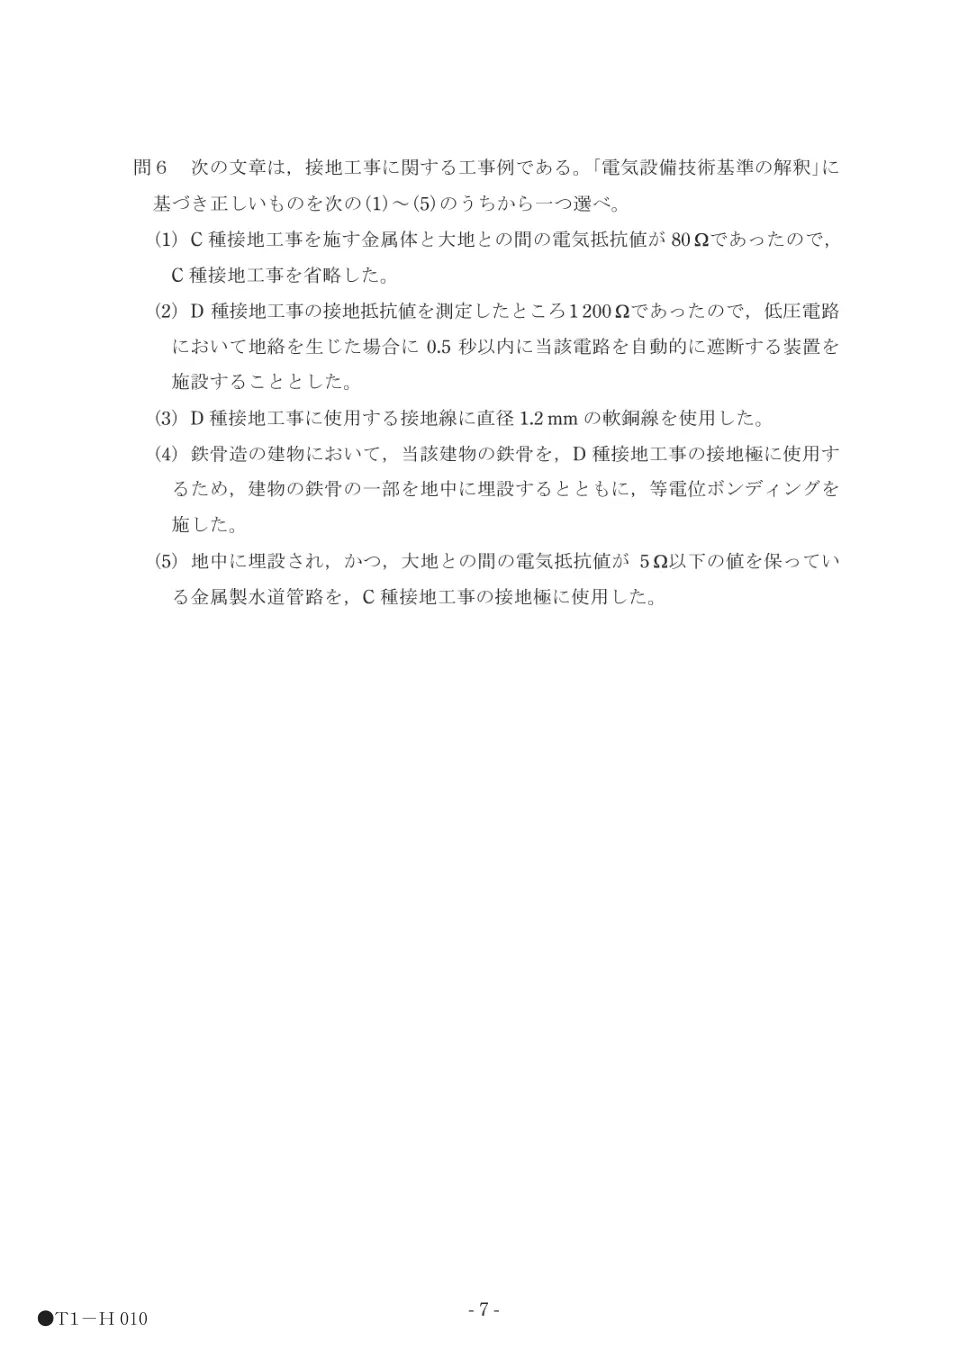 問６　次の文章は，接地工事に関する工事例である。「電気設備技術基準の解釈」に
基づき正しいものを次の(1)～(5)のうちから一つ選べ。
(1) C 種接地工事を施す金属体と大地との間の電気抵抗値が 80 Ωであったので，
C 種接地工事を省略した。
(2) D 種接地工事の接地抵抗値を測定したところ1 200 Ωであったので，低圧電路
において地絡を生じた場合に 0.5 秒以内に当該電路を自動的に遮断する装置を
施設することとした。
(3) D 種接地工事に使用する接地線に直径 1.2 mm の軟銅線を使用した。
(4) 鉄骨造の建物において，当該建物の鉄骨を，D 種接地工事の接地極に使用す
るため，建物の鉄骨の一部を地中に埋設するとともに，等電位ボンディングを
施した。
(5) 地中に埋設され，かつ，大地との間の電気抵抗値が 5 Ω以下の値を保ってい
る金属製水道管路を，C 種接地工事の接地極に使用した。
- 7 -
●T1－H 010